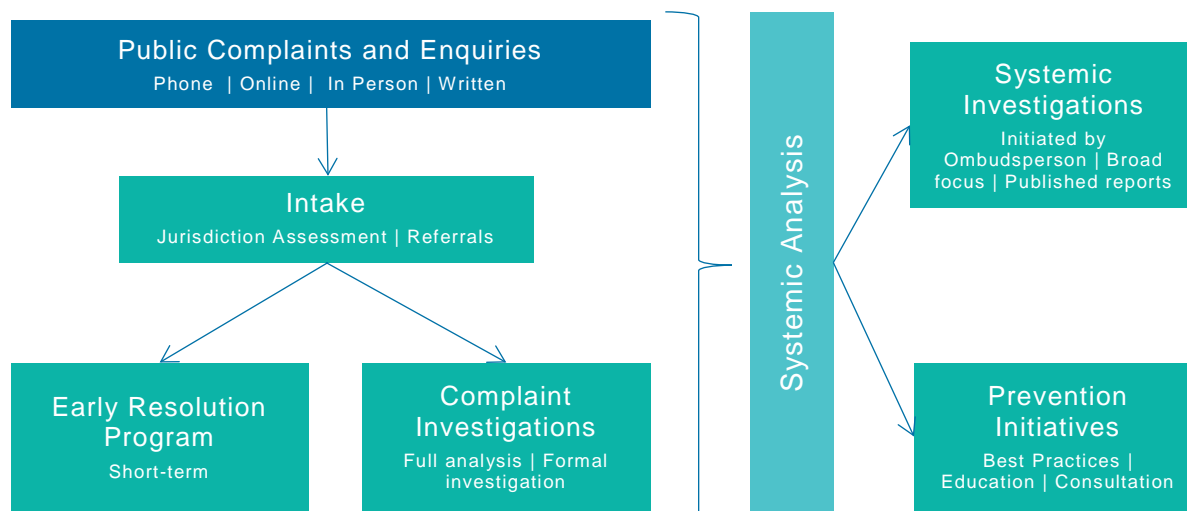 Public Complaints and Enquiries
Phone | Online | In Person | Written
Intake
Jurisdiction Assessment | Referrals
Early Resolution
Program
Short-term
Complaint
Investigations
Full analysis | Formal
investigation
Systemic Analysis
Systemic
Investigations
Initiated by
Ombudsperson | Broad
focus | Published reports
Prevention
Initiatives
Best Practices |
Education | Consultation